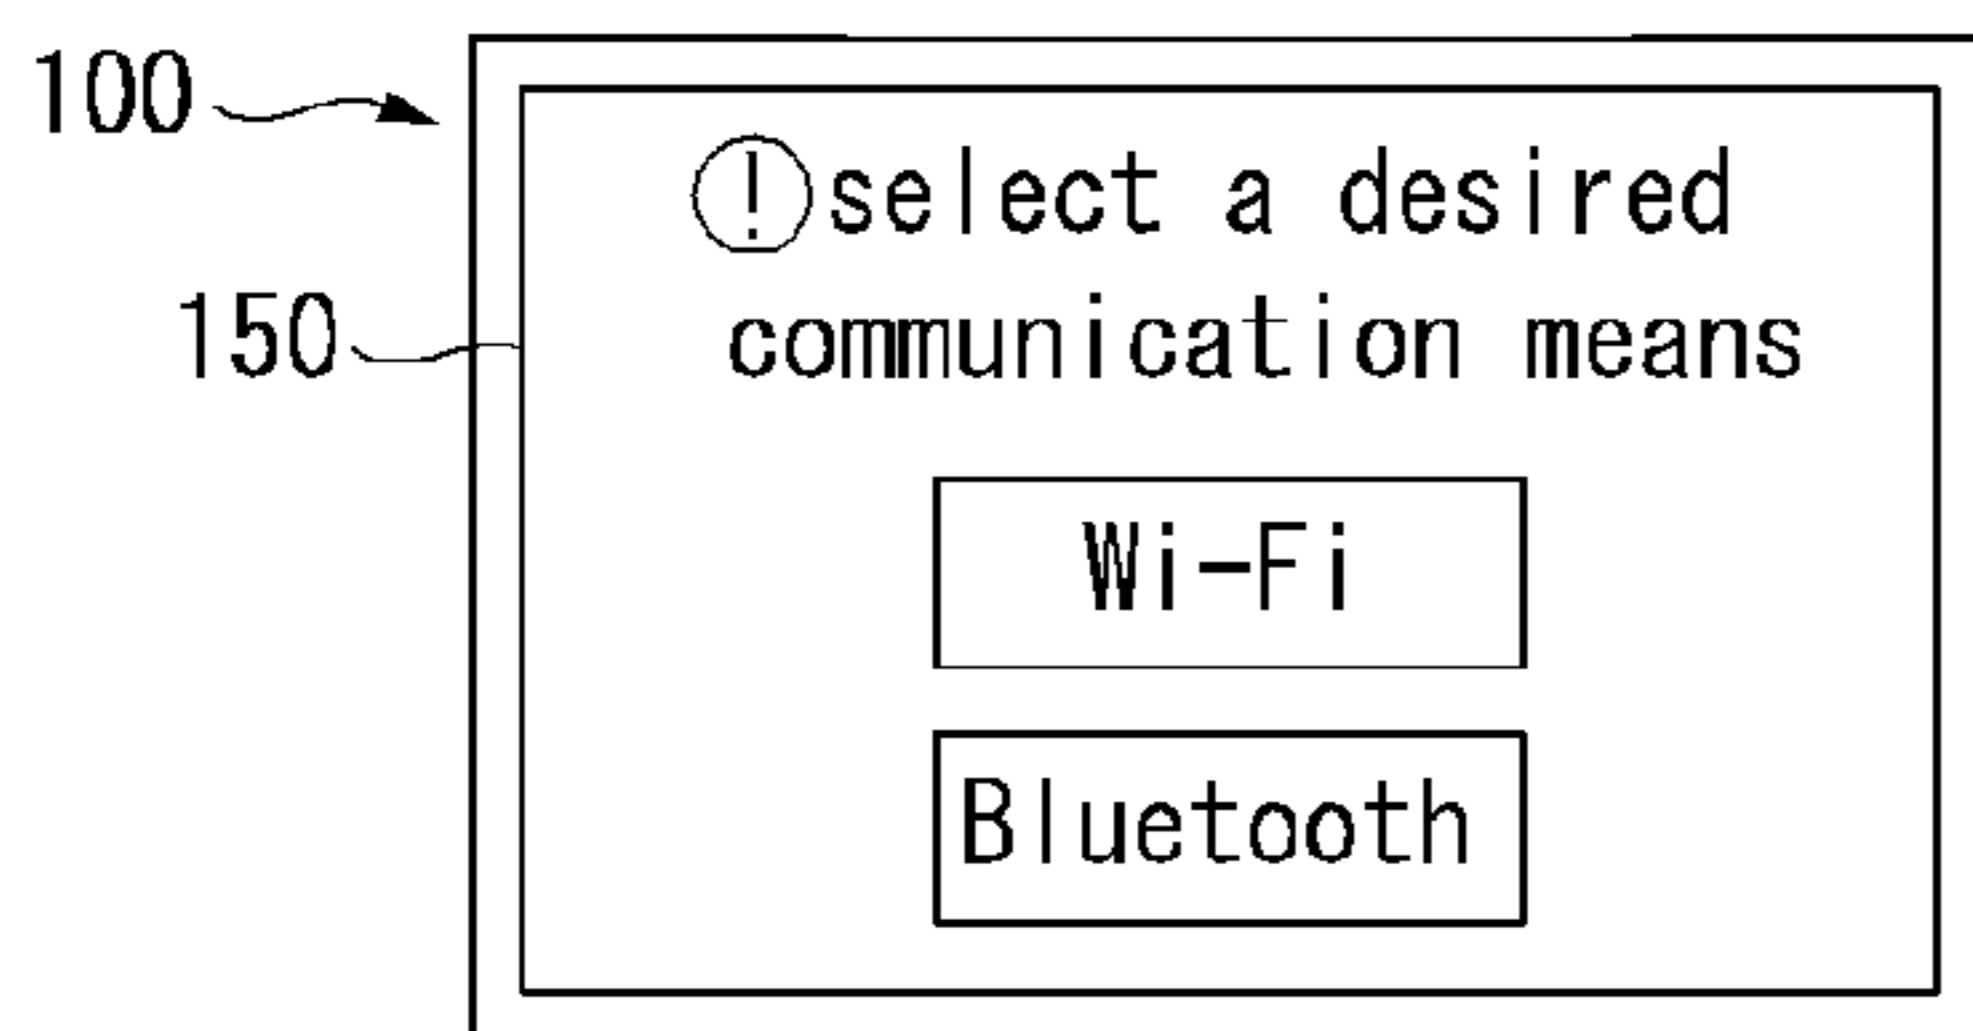 100
! select a desired
150
communication means
Wi-Fi
Bluetooth